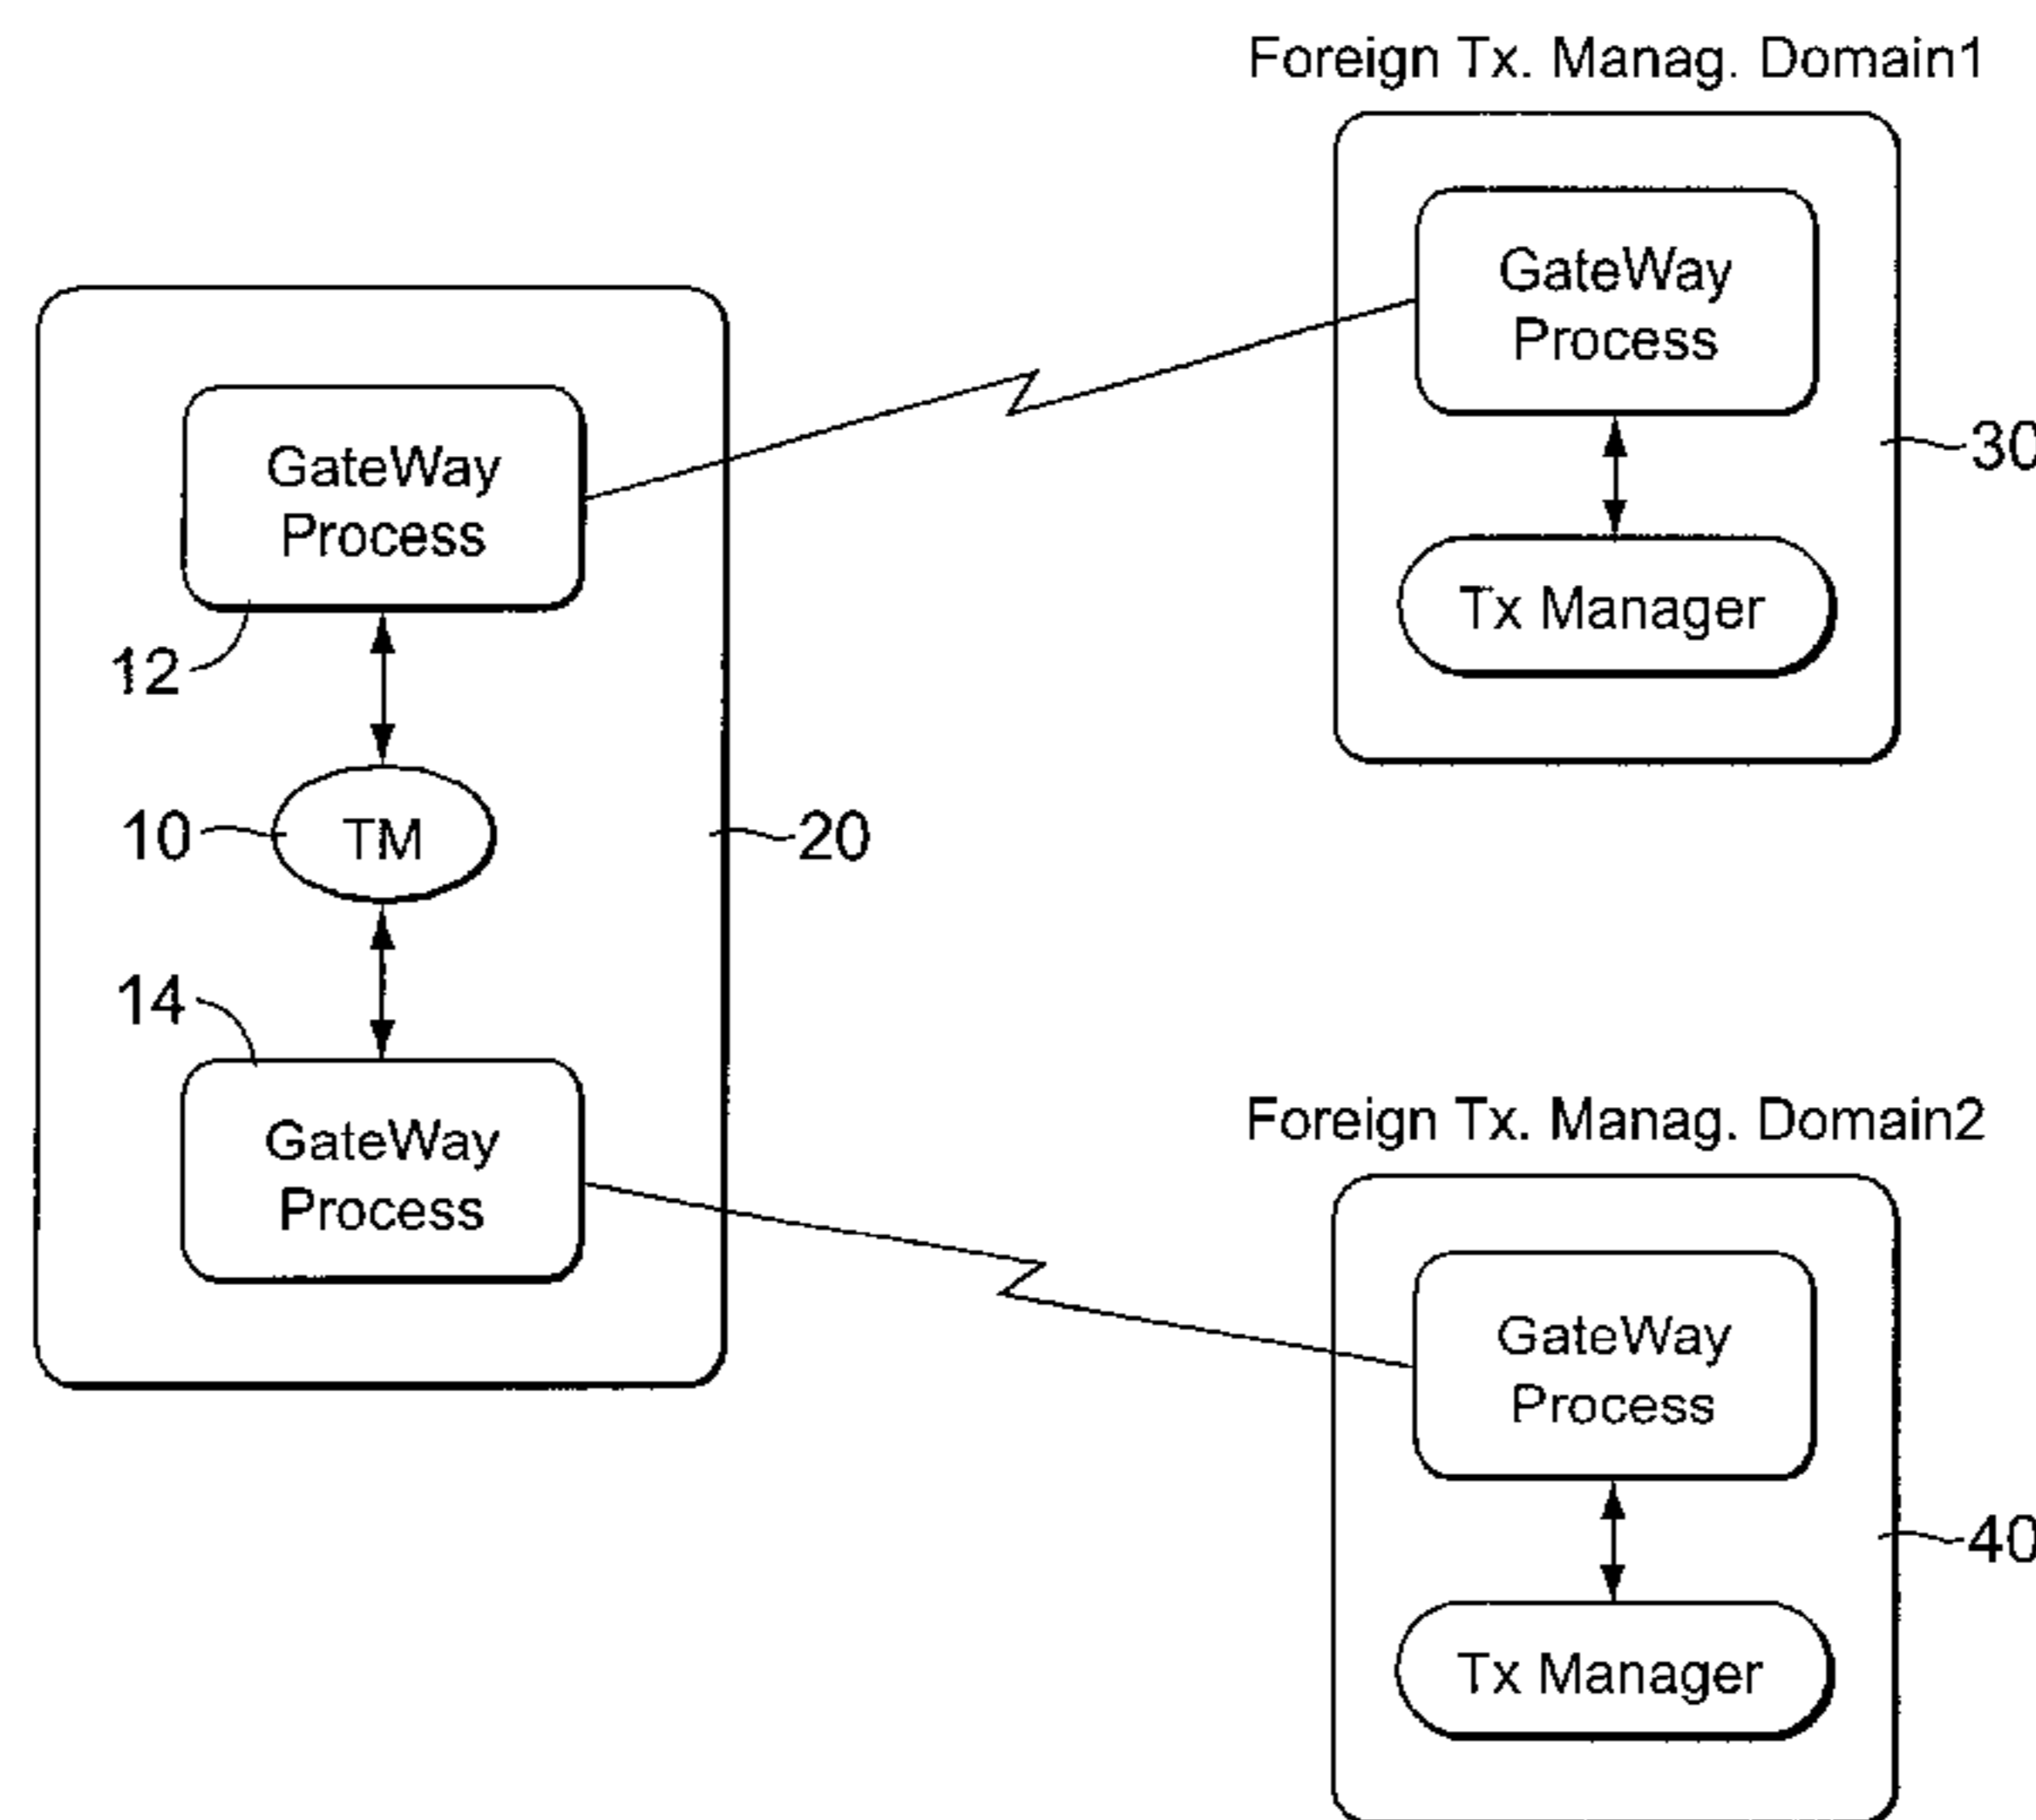 Foreign Tx. Manag. Domain1
GateWay
Process
30
Tx Manager
GateWay
Process
12
10
TM
20
14
GateWay
Process
Foreign Tx. Manag. Domain2
GateWay
Process
40
Tx Manager